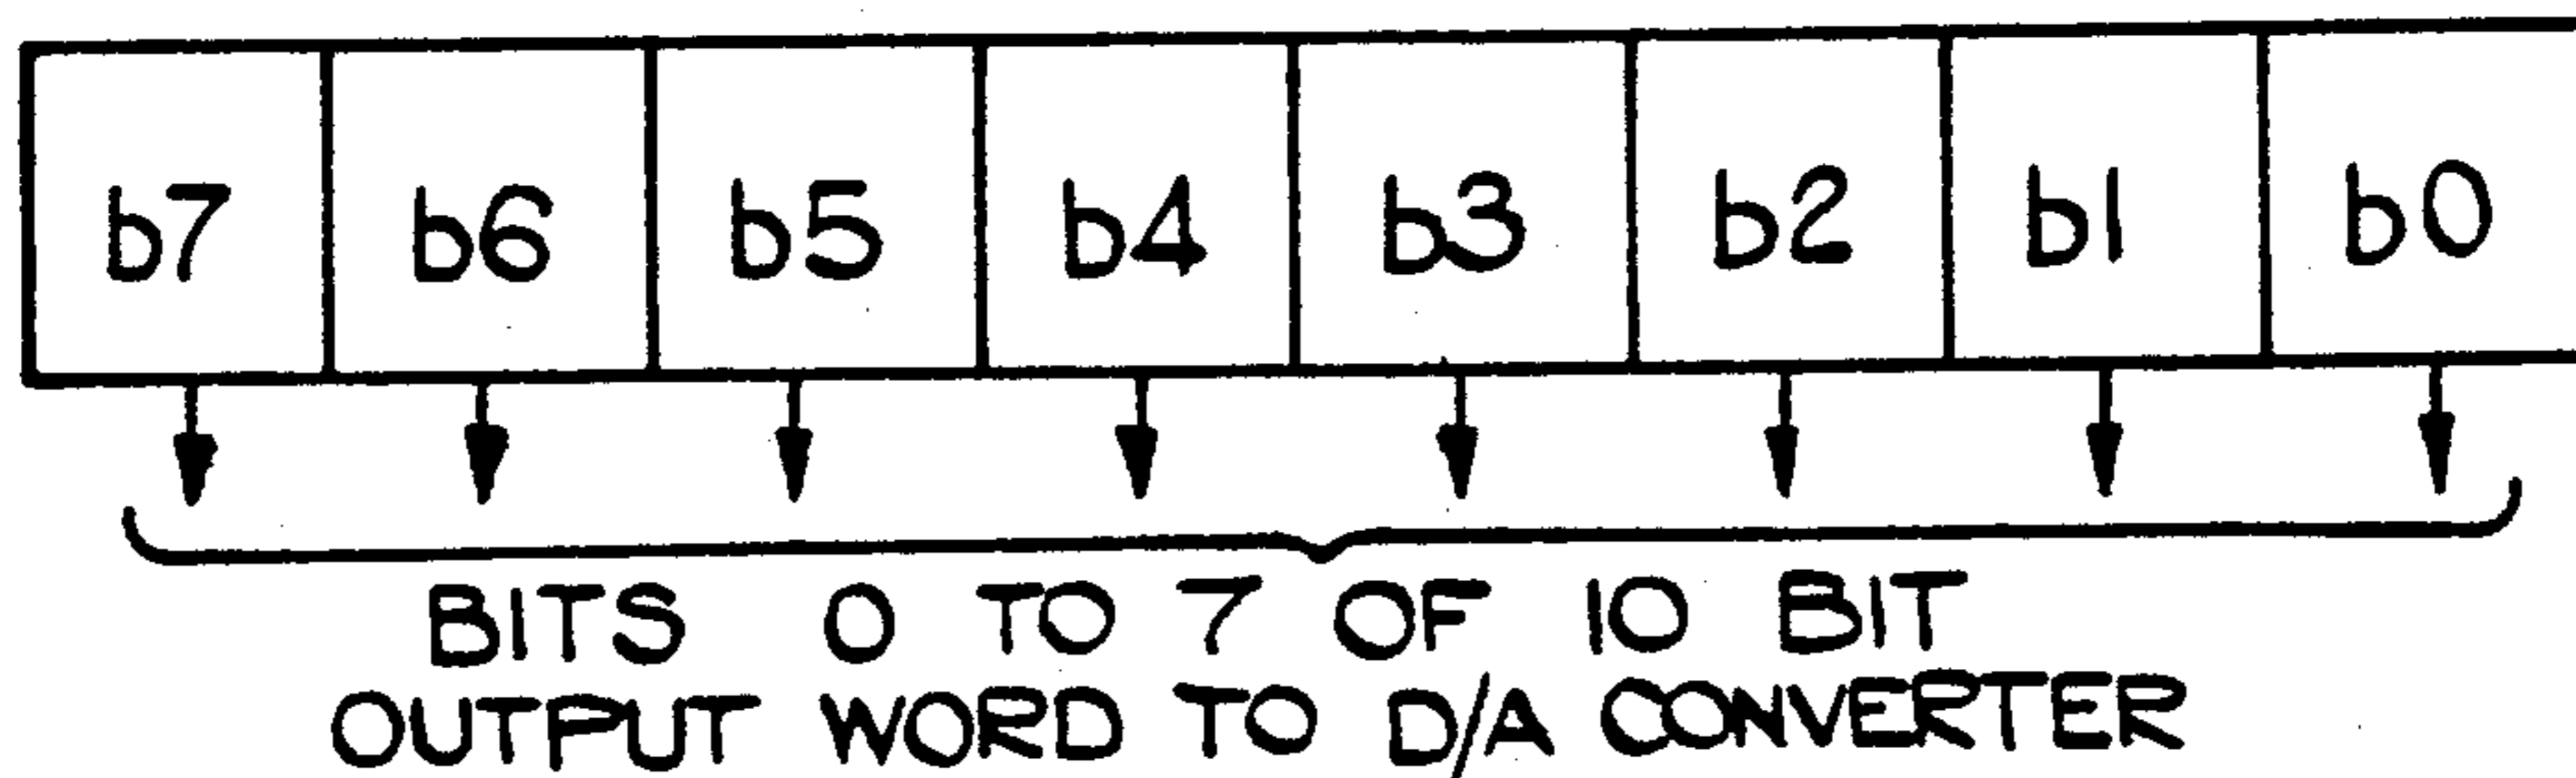 b7 b6 b5 b4 b3 b2 b1 b0
BITS 0 TO 7 OF 10 BIT
OUTPUT WORD TO D/A CONVERTER